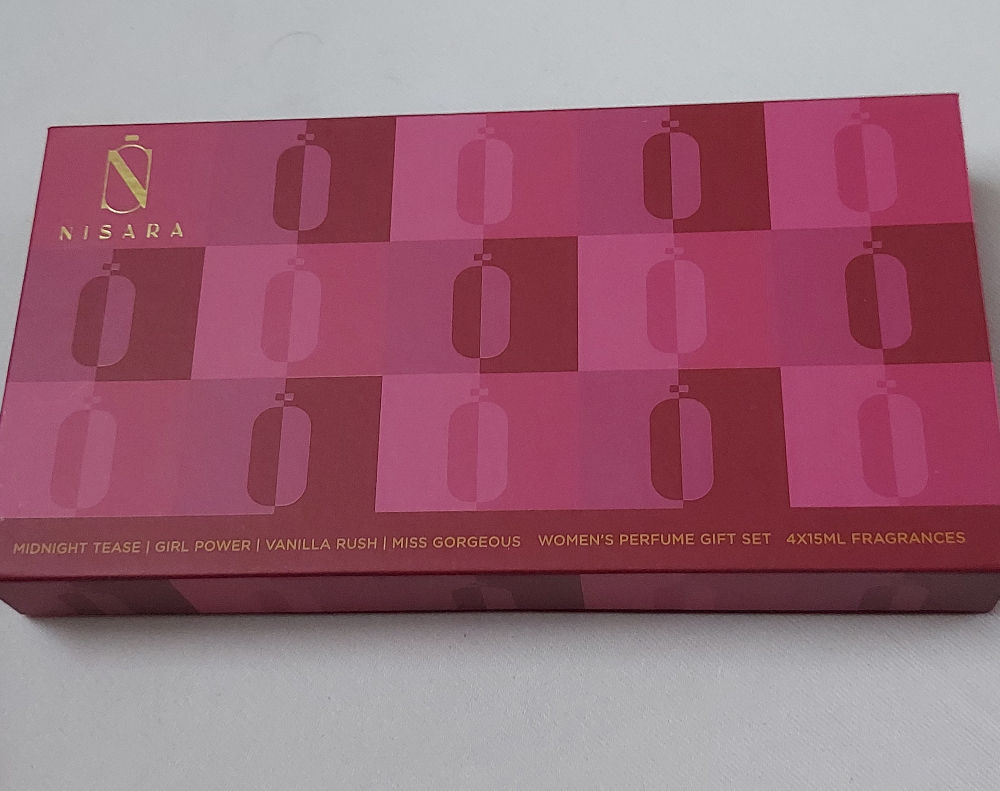 NISARA
MIDNIGHT TEASE | GIRL POWER | VANILLA RUSH | MISS GORGEOUS WOMEN'S PERFUME GIFT SET 4X15ML FRAGRANCES